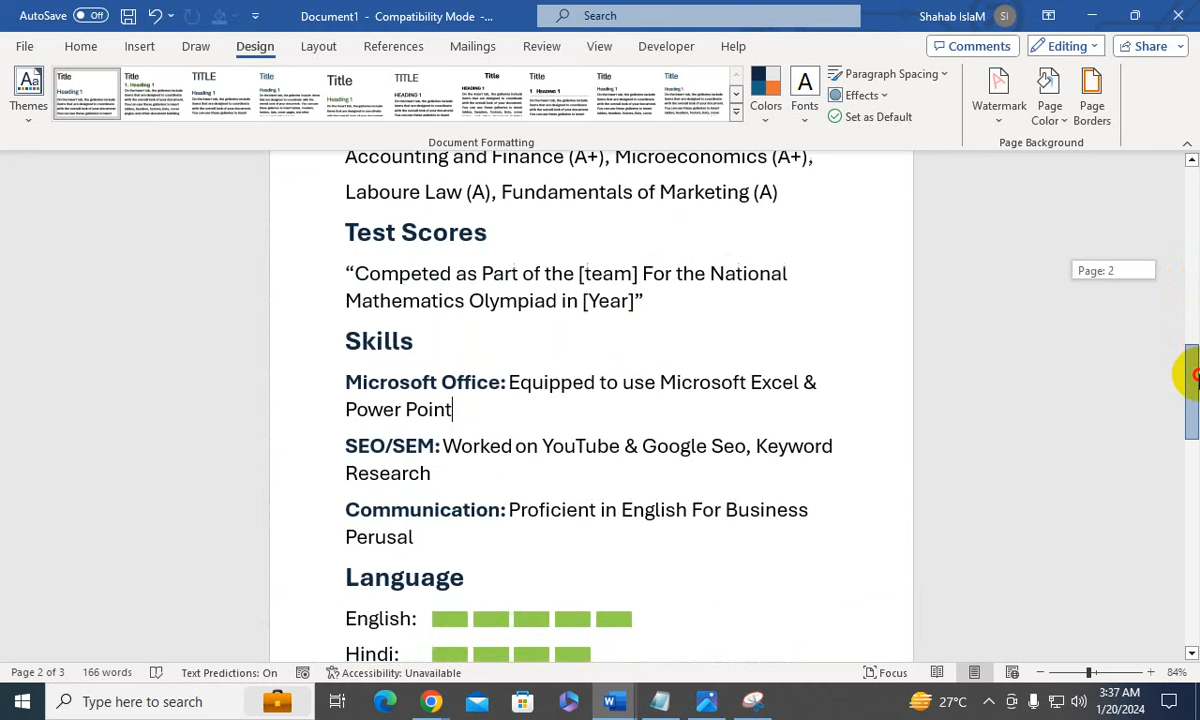 AutoSave Off Document1 - Compatibility Mode -... Search Shahab IslaM SI
File Home Insert Draw Design Layout References Mailings Review View Developer Help Comments Editing Share
Themes Colors Fonts Paragraph Spacing Effects Set as Default Watermark Page Color Page Borders
Document Formatting Page Background
Accounting and Finance (A+), Microeconomics (A+),
Laboure Law (A), Fundamentals of Marketing (A)
Test Scores
“Competed as Part of the [team] For the National
Mathematics Olympiad in [Year]”
Page: 2
Skills
Microsoft Office: Equipped to use Microsoft Excel &
Power Point
SEO/SEM: Worked on YouTube & Google Seo, Keyword
Research
Communication: Proficient in English For Business
Perusal
Language
English:
Hindi:
Page 2 of 3 166 words Text Predictions: On Accessibility: Unavailable Focus 84%
Type here to search 27°C 3:37 AM
1/20/2024